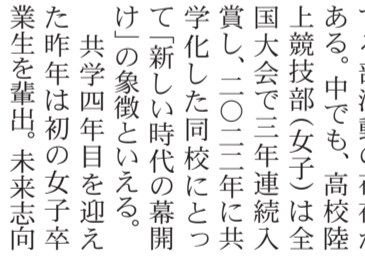 ある。中でも、高校陸
上競技部（女子）は全
国大会で三年連続入
賞し、二〇二二年に共
学化した同校にとっ
て「新しい時代の幕開
け」の象徴といえる。
共学四年目を迎え
た昨年は初の女子卒
業生を輩出。未来志向